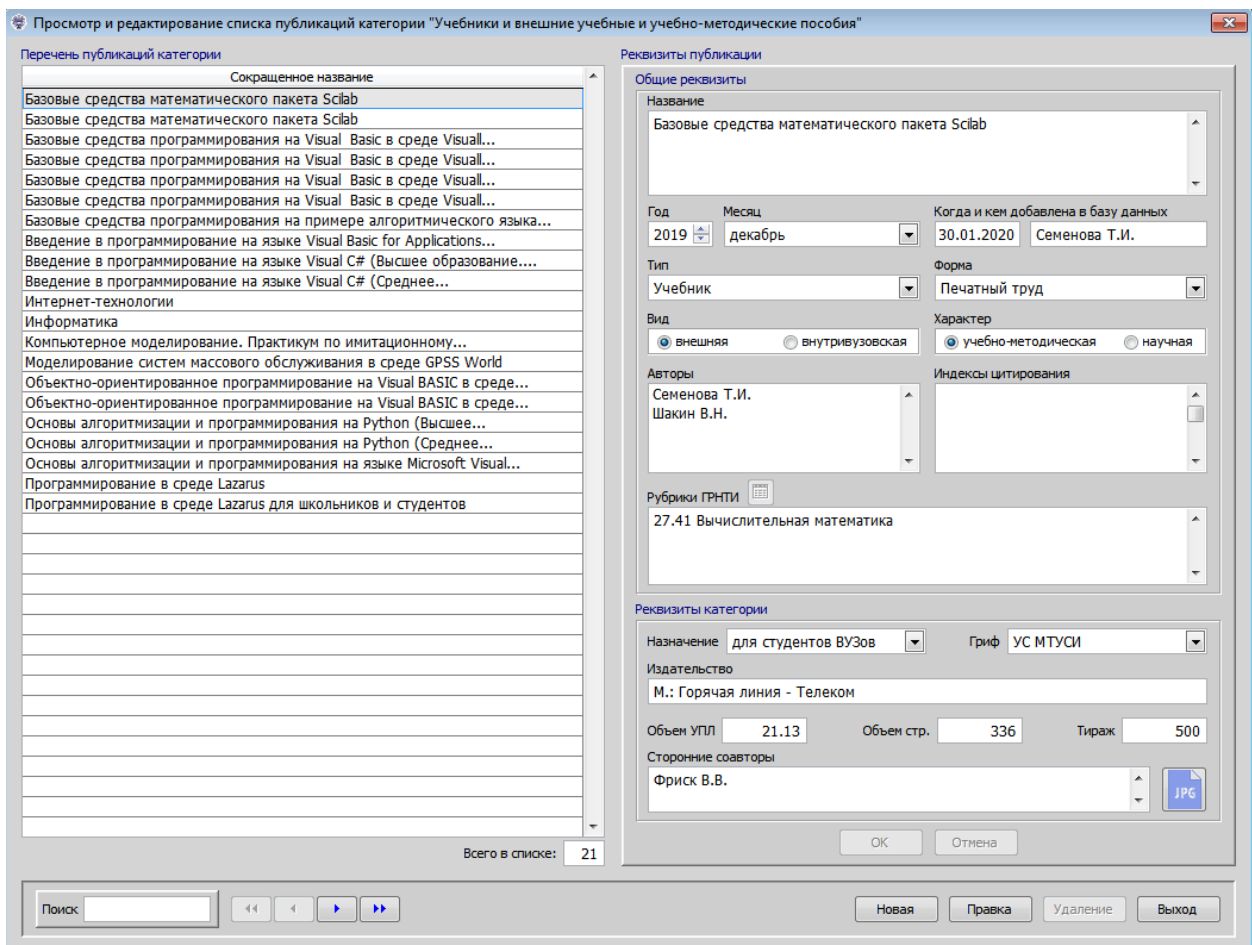 Просмотр и редактирование списка публикаций категории "Учебники и внешние учебные и учебно-методические пособия"
Перечень публикаций категории
Сокращенное название
Базовые средства математического пакета Scilab
Базовые средства математического пакета Scilab
Базовые средства программирования на Visual  Basic в среде Visuall...
Базовые средства программирования на Visual  Basic в среде Visuall...
Базовые средства программирования на Visual  Basic в среде Visuall...
Базовые средства программирования на Visual  Basic в среде Visuall...
Базовые средства программирования на примере алгоритмического языка...
Введение в программирование на языке Visual Basic for Applications...
Введение в программирование на языке Visual C# (Высшее образование....
Введение в программирование на языке Visual C# (Среднее...
Интернет-технологии
Информатика
Компьютерное моделирование. Практикум по имитационному...
Моделирование систем массового обслуживания в среде GPSS World
Объектно-ориентированное программирование на Visual BASIC в среде...
Объектно-ориентированное программирование на Visual BASIC в среде...
Основы алгоритмизации и программирования на Python (Высшее...
Основы алгоритмизации и программирования на Python (Среднее...
Основы алгоритмизации и программирования на языке Microsoft Visual...
Программирование в среде Lazarus
Программирование в среде Lazarus для школьников и студентов
Всего в списке: 21
Реквизиты публикации
Общие реквизиты
Название
Базовые средства математического пакета Scilab
Год Месяц Когда и кем добавлена в базу данных
2019 декабрь 30.01.2020 Семенова Т.И.
Тип Форма
Учебник Печатный труд
Вид Характер
внешняя внутривузовская учебно-методическая научная
Авторы Индексы цитирования
Семенова Т.И.
Шакин В.Н.
Рубрики ГРНТИ
27.41 Вычислительная математика
Реквизиты категории
Назначение для студентов ВУЗов Гриф УС МТУСИ
Издательство
М.: Горячая линия - Телеком
Объем УПЛ 21.13 Объем стр. 336 Тираж 500
Сторонние соавторы
Фриск В.В.
JPG
ОК Отмена
Поиск Новая Правка Удаление Выход